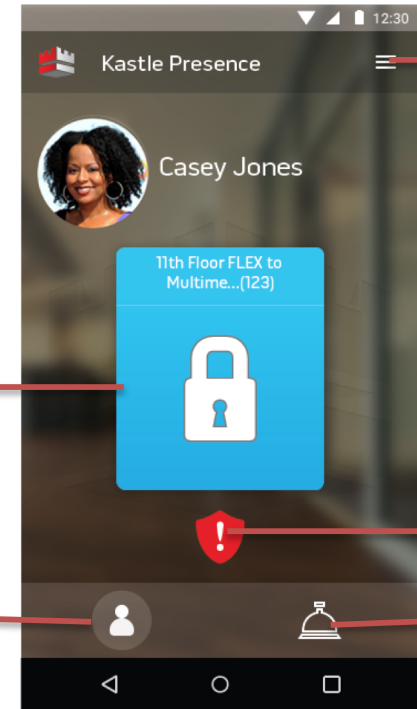 12:30
Kastle Presence
Casey Jones
11th Floor FLEX to
Multime...(123)